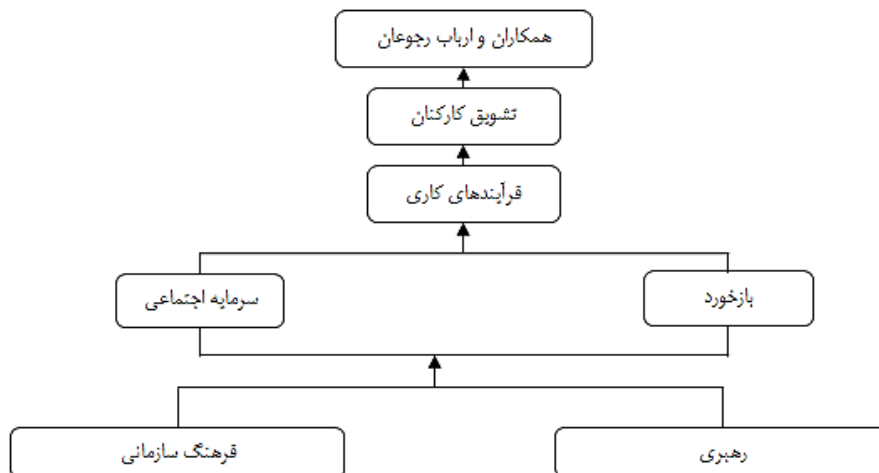 همکاران و ارباب رجوعان
تشویق کارکنان
فرآیندهای کاری
بازخورد
سرمایه اجتماعی
رهبری
فرهنگ سازمانی